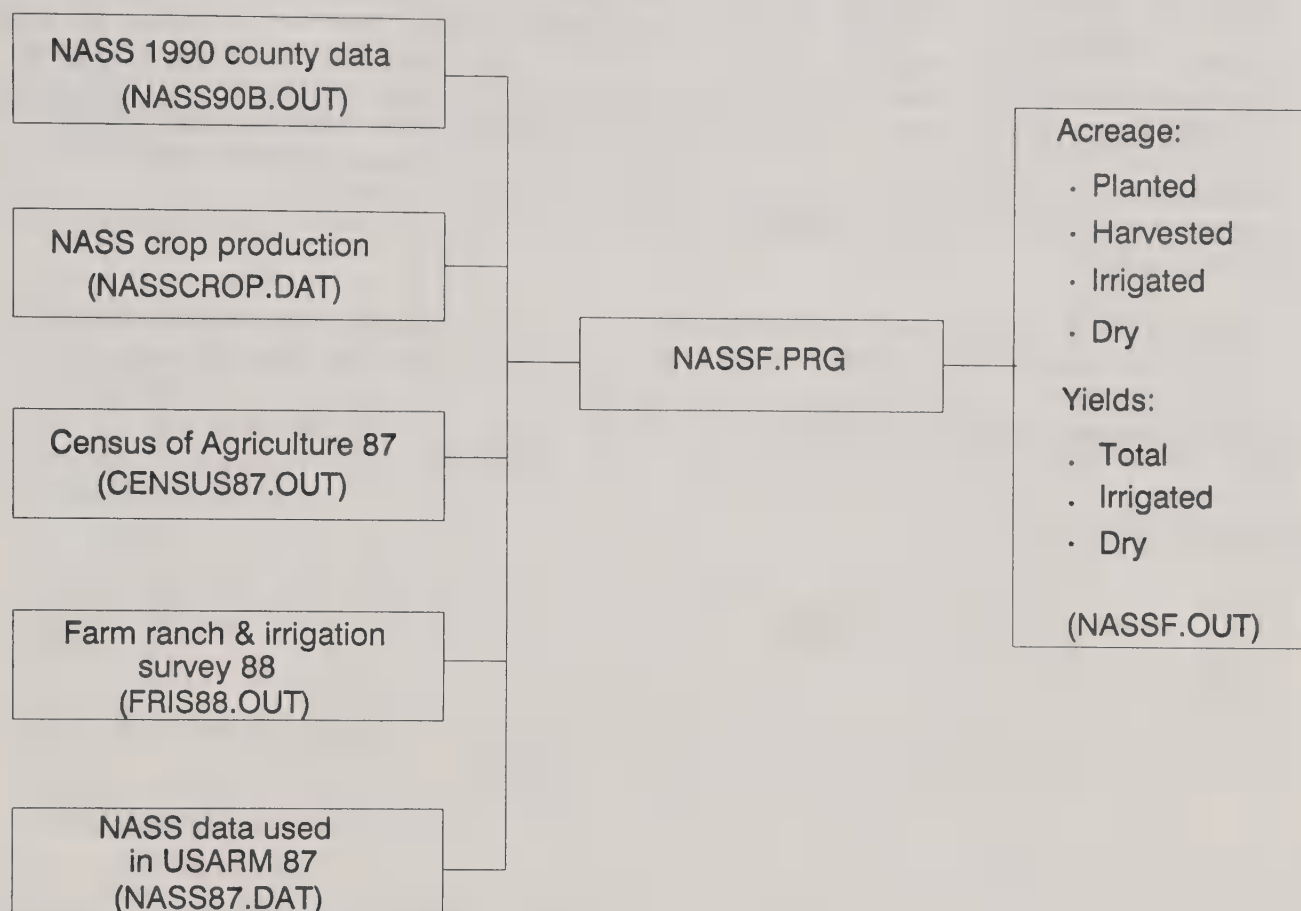 NASS 1990 county data
(NASS90B.OUT)
NASS crop production
(NASSCROP.DAT)
Census of Agriculture 87
(CENSUS87.OUT)
Farm ranch & irrigation
survey 88
(FRIS88.OUT)
NASS data used
in USARM 87
(NASS87.DAT)
NASSF.PRG
Acreage:
· Planted
· Harvested
· Irrigated
· Dry
Yields:
. Total
. Irrigated
· Dry
(NASSF.OUT)